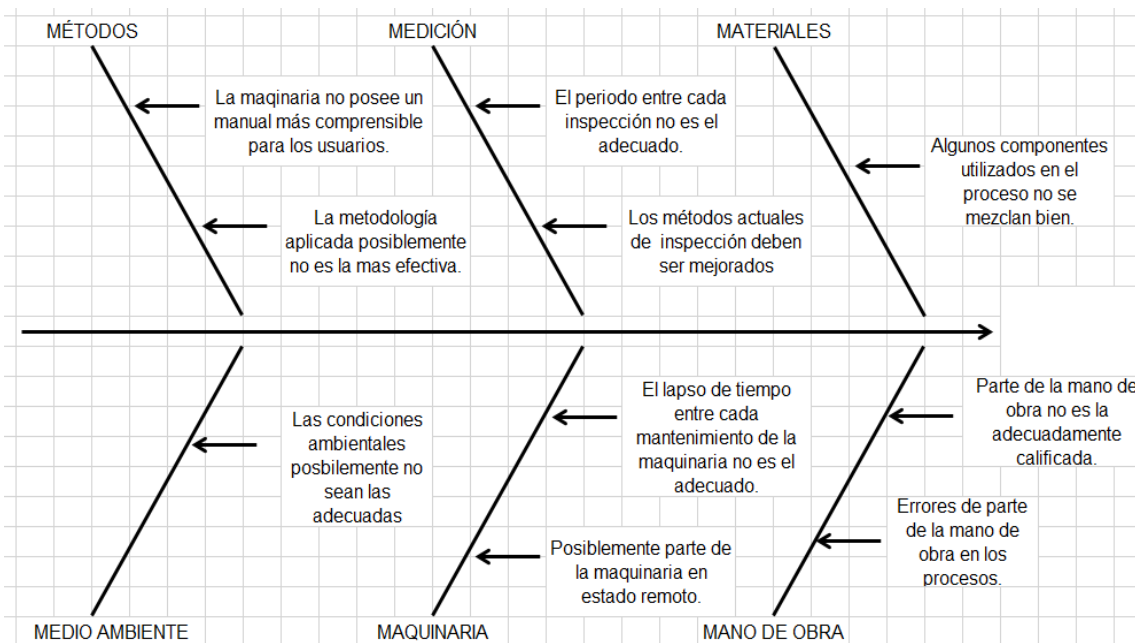 MÉTODOS
MEDICIÓN
MATERIALES
La maqinaria no posee un
manual más comprensible
para los usuarios.
El periodo entre cada
inspección no es el
adecuado.
Algunos componentes
utilizados en el
proceso no se
mezclan bien.
La metodología
aplicada posiblemente
no es la mas efectiva.
Los métodos actuales
de inspección deben
ser mejorados
Las condiciones
ambientales
posbilemente no
sean las
adecuadas
El lapso de tiempo
entre cada
mantenimiento de la
maquinaria no es el
adecuado.
Parte de la mano de
obra no es la
adecuadamente
calificada.
Posiblemente parte de
la maquinaria en
estado remoto.
Errores de parte
de la mano de
obra en los
procesos.
MEDIO AMBIENTE
MAQUINARIA
MANO DE OBRA